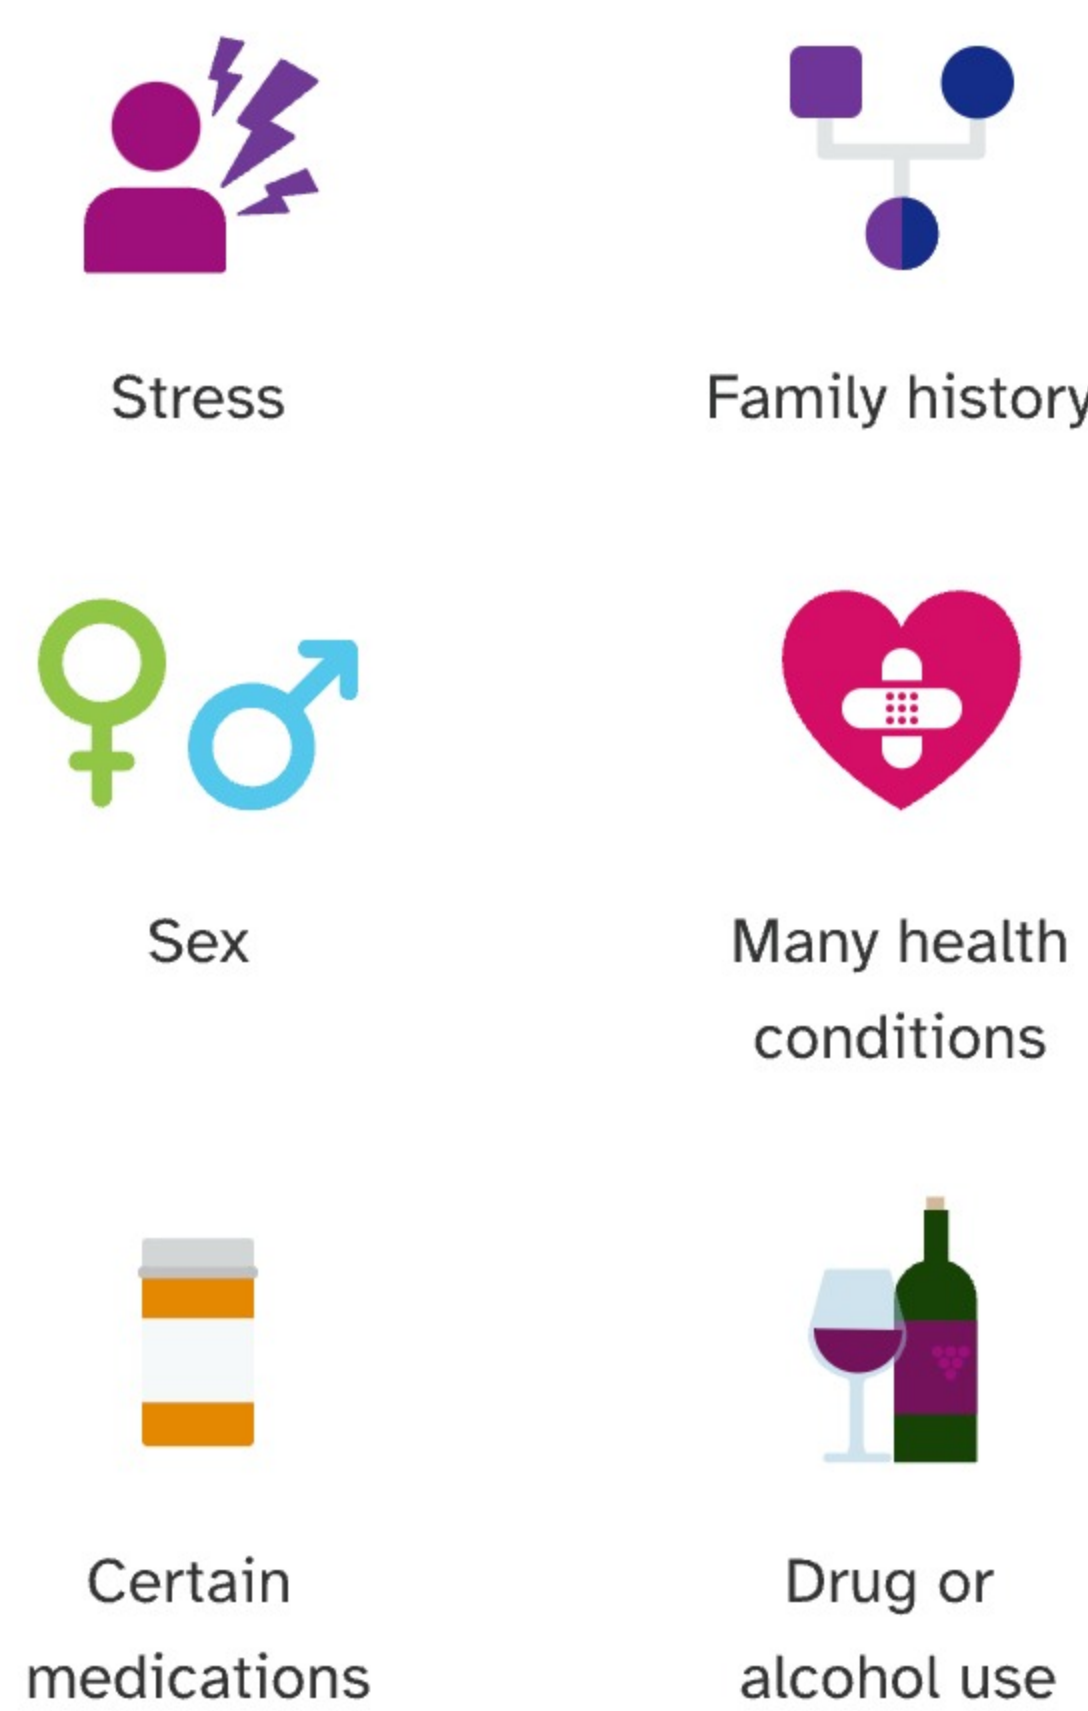 Stress
Family history
Sex
Many health
conditions
Certain
medications
Drug or
alcohol use